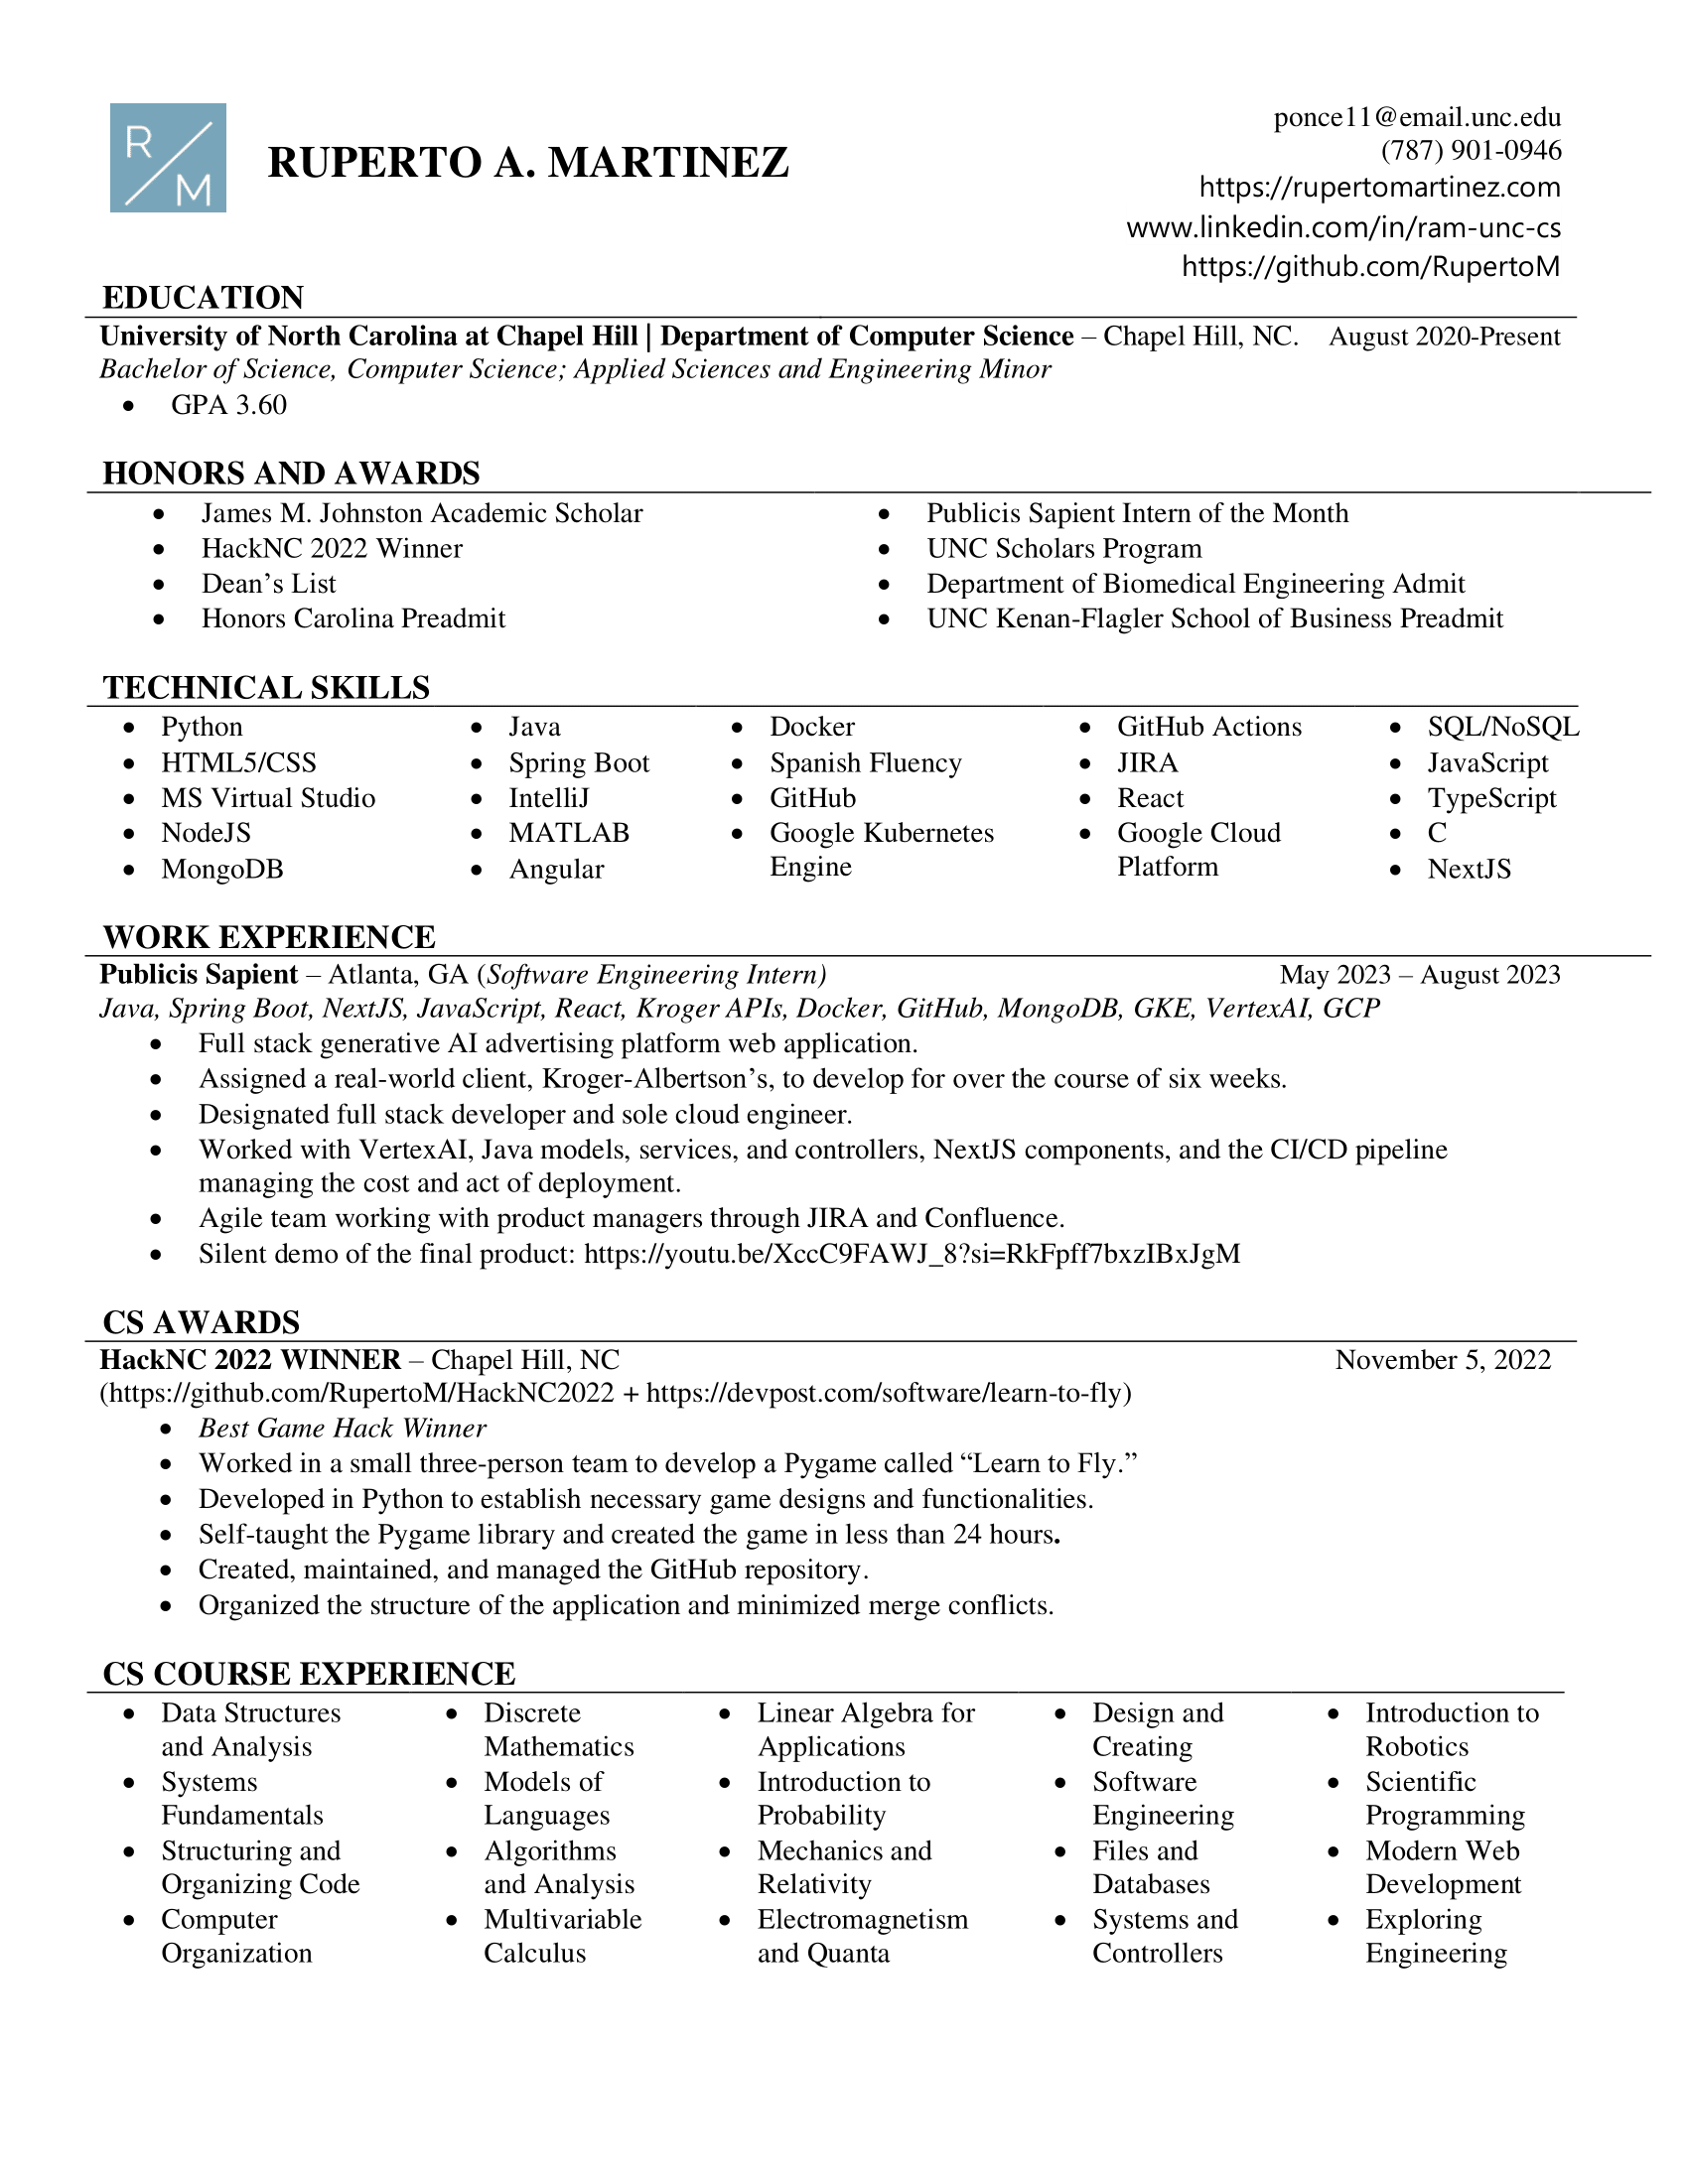 R
M
RUPERTO A. MARTINEZ
ponce11@email.unc.edu
(787) 901-0946
https://rupertomartinez.com
www.linkedin.com/in/ram-unc-cs
https://github.com/RupertoM
EDUCATION
University of North Carolina at Chapel Hill | Department of Computer Science – Chapel Hill, NC. August 2020-Present
Bachelor of Science, Computer Science; Applied Sciences and Engineering Minor
• GPA 3.60
HONORS AND AWARDS
• James M. Johnston Academic Scholar
• HackNC 2022 Winner
• Dean’s List
• Honors Carolina Preadmit
• Publicis Sapient Intern of the Month
• UNC Scholars Program
• Department of Biomedical Engineering Admit
• UNC Kenan-Flagler School of Business Preadmit
TECHNICAL SKILLS
• Python
• HTML5/CSS
• MS Virtual Studio
• NodeJS
• MongoDB
• Java
• Spring Boot
• IntelliJ
• MATLAB
• Angular
• Docker
• Spanish Fluency
• GitHub
• Google Kubernetes
Engine
• GitHub Actions
• JIRA
• React
• Google Cloud
Platform
• SQL/NoSQL
• JavaScript
• TypeScript
• C
• NextJS
WORK EXPERIENCE
Publicis Sapient – Atlanta, GA (Software Engineering Intern) May 2023 – August 2023
Java, Spring Boot, NextJS, JavaScript, React, Kroger APIs, Docker, GitHub, MongoDB, GKE, VertexAI, GCP
• Full stack generative AI advertising platform web application.
• Assigned a real-world client, Kroger-Albertson’s, to develop for over the course of six weeks.
• Designated full stack developer and sole cloud engineer.
• Worked with VertexAI, Java models, services, and controllers, NextJS components, and the CI/CD pipeline
managing the cost and act of deployment.
• Agile team working with product managers through JIRA and Confluence.
• Silent demo of the final product: https://youtu.be/XccC9FAWJ_8?si=RkFpff7bxzIBxJgM
CS AWARDS
HackNC 2022 WINNER – Chapel Hill, NC November 5, 2022
(https://github.com/RupertoM/HackNC2022 + https://devpost.com/software/learn-to-fly)
• Best Game Hack Winner
• Worked in a small three-person team to develop a Pygame called “Learn to Fly.”
• Developed in Python to establish necessary game designs and functionalities.
• Self-taught the Pygame library and created the game in less than 24 hours.
• Created, maintained, and managed the GitHub repository.
• Organized the structure of the application and minimized merge conflicts.
CS COURSE EXPERIENCE
• Data Structures
and Analysis
• Systems
Fundamentals
• Structuring and
Organizing Code
• Computer
Organization
• Discrete
Mathematics
• Models of
Languages
• Algorithms
and Analysis
• Multivariable
Calculus
• Linear Algebra for
Applications
• Introduction to
Probability
• Mechanics and
Relativity
• Electromagnetism
and Quanta
• Design and
Creating
• Software
Engineering
• Files and
Databases
• Systems and
Controllers
• Introduction to
Robotics
• Scientific
Programming
• Modern Web
Development
• Exploring
Engineering